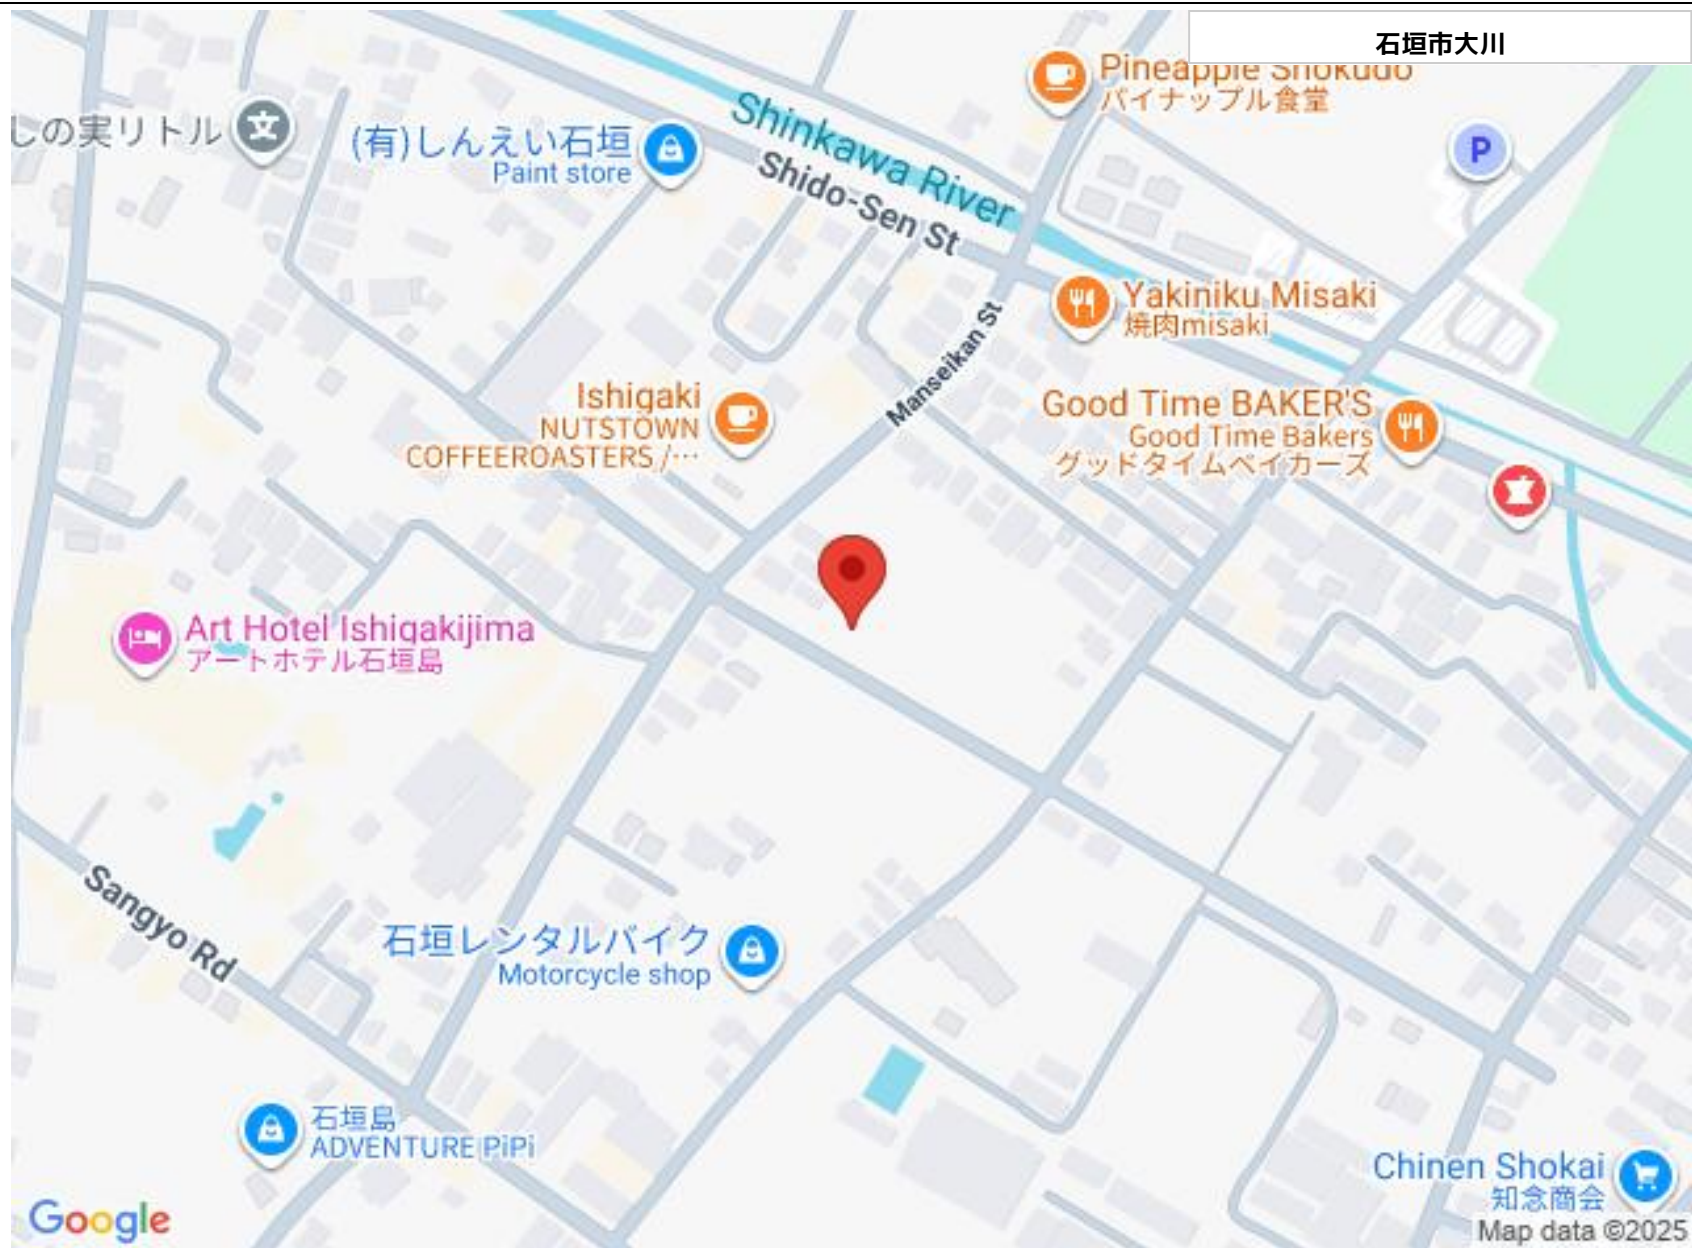 石垣市大川
Pineapple Shokudo
パイナップル食堂
しの実リトル
(有)しんえい石垣
Paint store
Shinkawa River
Shido-Sen St
P
Yakiniku Misaki
焼肉misaki
Manseikan St
Ishigaki
NUTSTOWN
COFFEEROASTERS /…
Good Time BAKER'S
Good Time Bakers
グッドタイムベイカーズ
Art Hotel Ishigakijima
アートホテル石垣島
Sangyo Rd
石垣レンタルバイク
Motorcycle shop
石垣島
ADVENTURE PiPi
Chinen Shokai
知念商会
Google
Map data ©2025